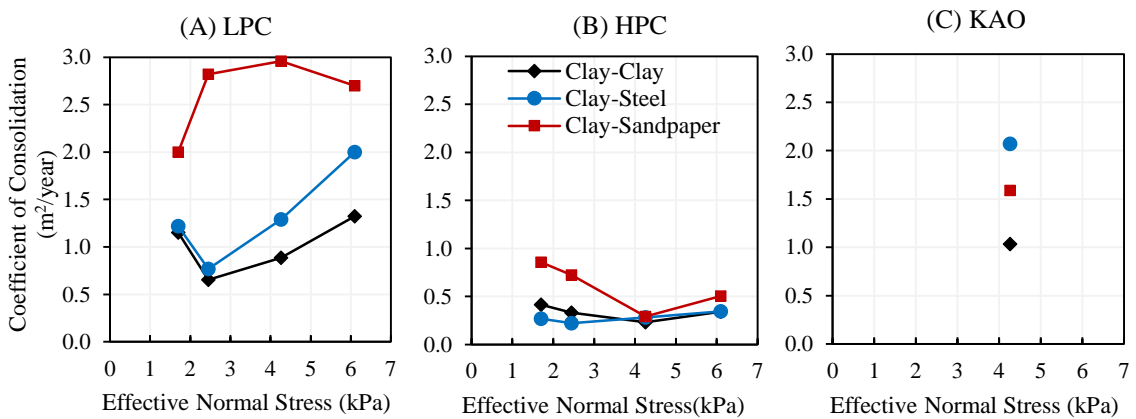 (A) LPC
(B) HPC
(C) KAO
Coefficient of Consolidation
(m²/year)
3.0
2.5
2.0
1.5
1.0
0.5
0.0
0 1 2 3 4 5 6 7
Effective Normal Stress (kPa)
3.0
2.5
2.0
1.5
1.0
0.5
0.0
Clay-Clay
Clay-Steel
Clay-Sandpaper
0 1 2 3 4 5 6 7
Effective Normal Stress(kPa)
3.0
2.5
2.0
1.5
1.0
0.5
0.0
0 1 2 3 4 5 6 7
Effective Normal Stress (kPa)